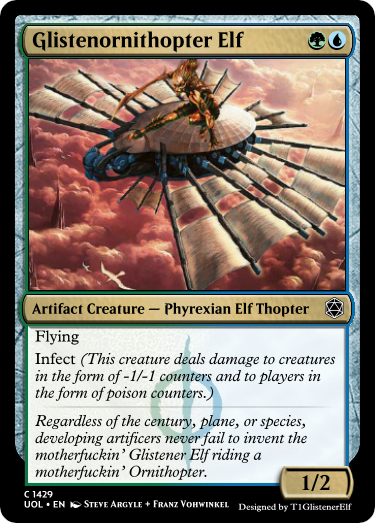 Glistenornithopter Elf
Artifact Creature — Phyrexian Elf Thopter
Flying
Infect (This creature deals damage to creatures
in the form of -1/-1 counters and to players
in the form of poison counters.)
Regardless of the century, plane, or species,
developing artificers never fail to invent the
motherfuckin' Glistener Elf riding a
motherfuckin' Ornithopter.
1/2
C 1429
UOL • EN Steve Argyle + Franz Vohwinkel
Designed by T1GlistenerElf